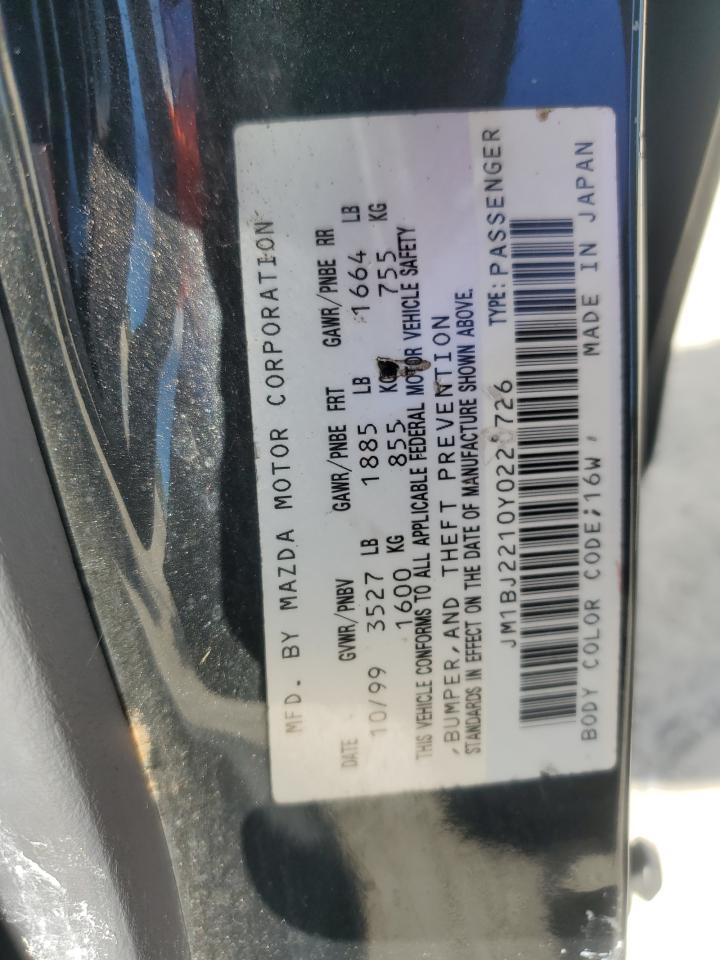 MFD. BY MAZDA MOTOR CORPORATION
DATE GVWR/PNBV GAWR/PNBE FRT GAWR/PNBE RR
10/99 3527 LB 1885 LB 1664 LB
1600 KG 855 KG 755 KG
THIS VEHICLE CONFORMS TO ALL APPLICABLE FEDERAL MOTOR VEHICLE SAFETY
,BUMPER,AND THEFT PREVENTION
STANDARDS IN EFFECT ON THE DATE OF MANUFACTURE SHOWN ABOVE.
JM1BJ2210Y0220726 TYPE:PASSENGER
BODY COLOR CODE;16W, MADE IN JAPAN